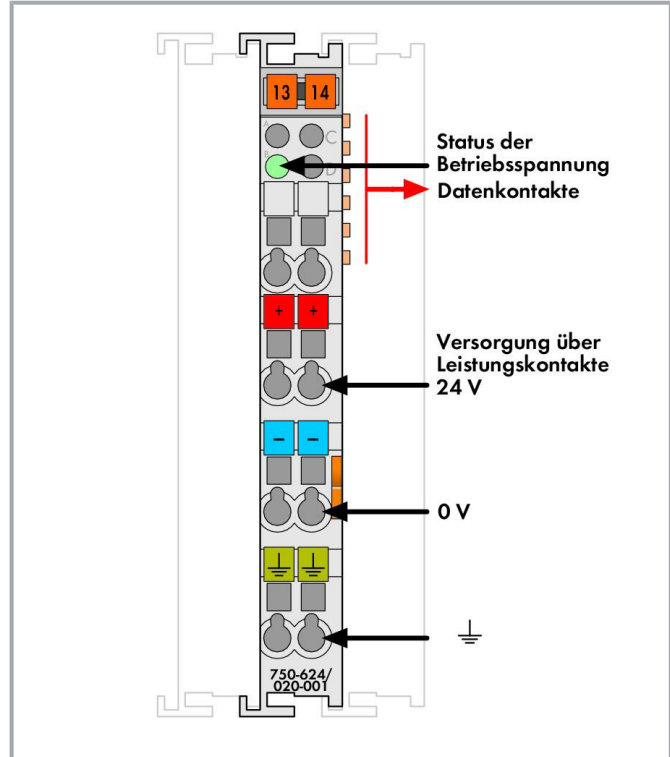 13 14
A C
B D
Status der
Betriebsspannung
Datenkontakte
+ +
Versorgung über
Leistungskontakte
24 V
– –
0 V
750-624/
020-001